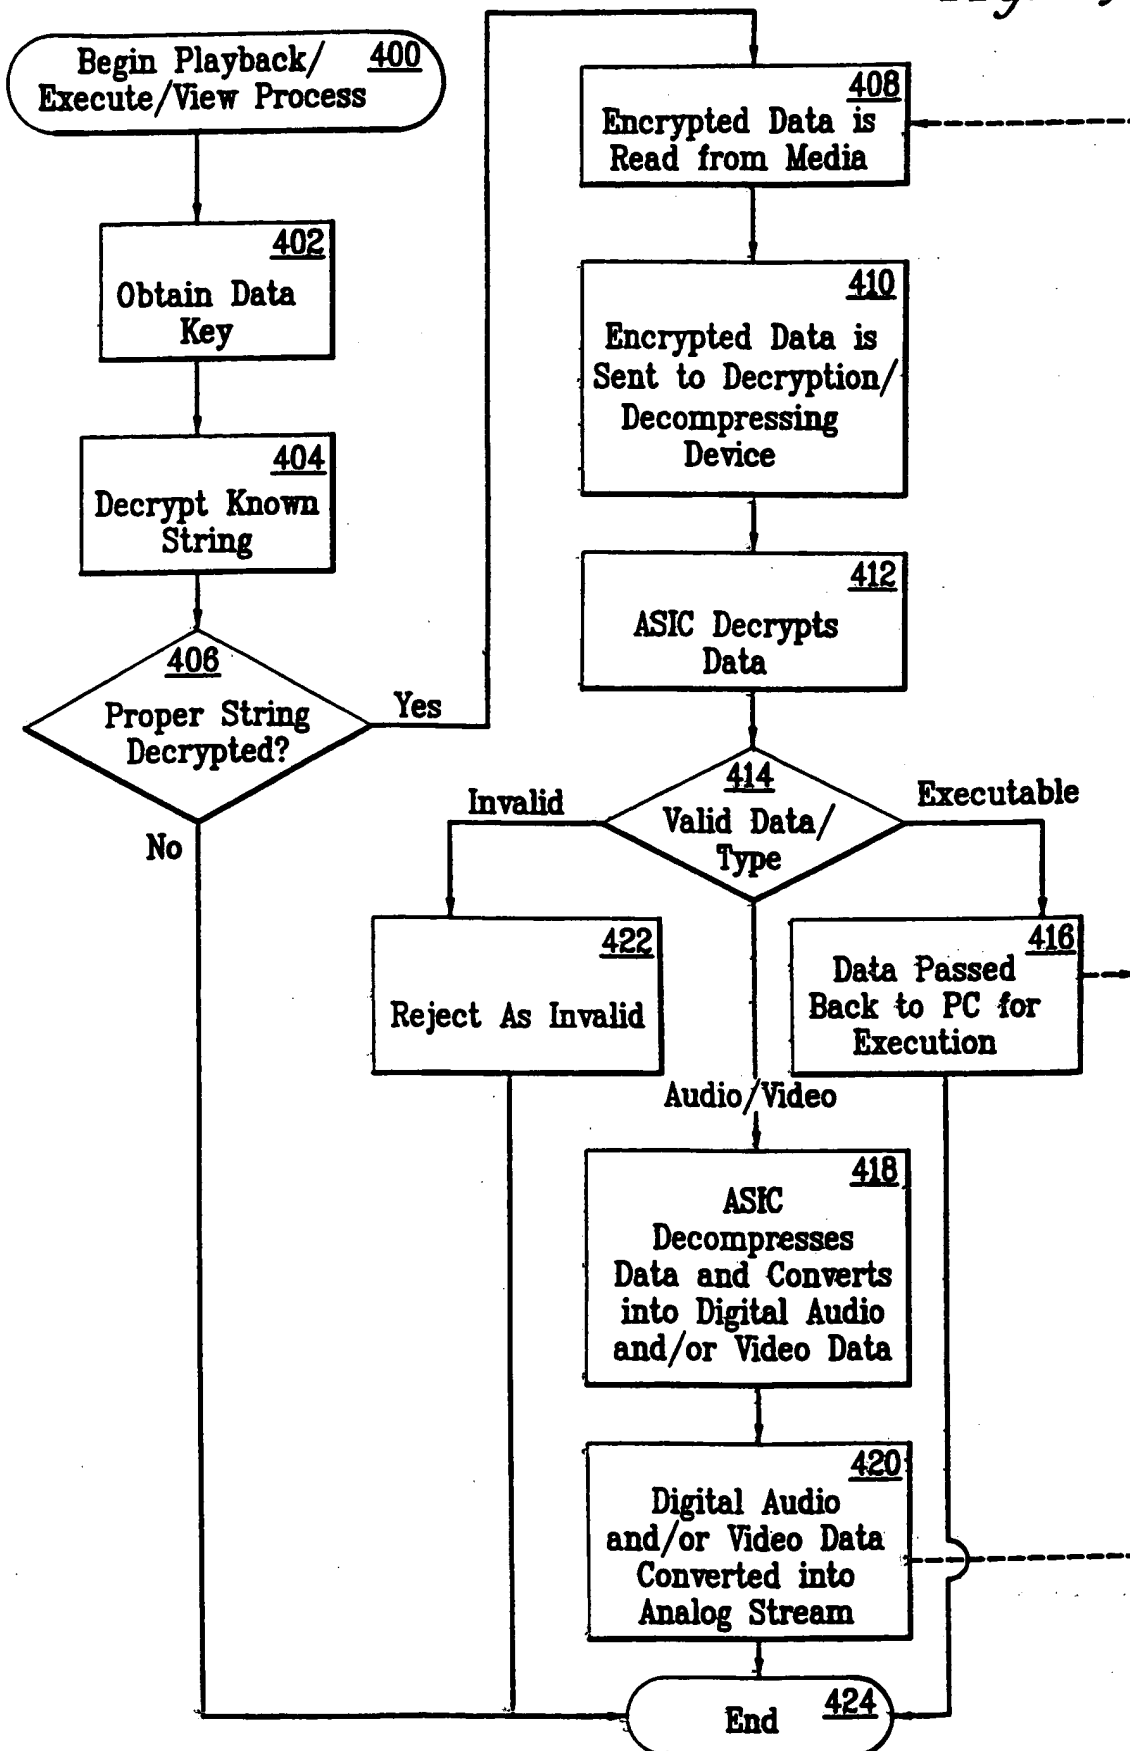 Begin Playback/ 400
Execute/View Process
402
Obtain Data
Key
404
Decrypt Known
String
406
Proper String
Decrypted?
Yes
No
408
Encrypted Data is
Read from Media
410
Encrypted Data is
Sent to Decryption/
Decompressing
Device
412
ASIC Decrypts
Data
414
Valid Data/
Type
Invalid
Executable
422
Reject As Invalid
416
Data Passed
Back to PC for
Execution
Audio/Video
418
ASIC
Decompresses
Data and Converts
into Digital Audio
and/or Video Data
420
Digital Audio
and/or Video Data
Converted into
Analog Stream
End 424